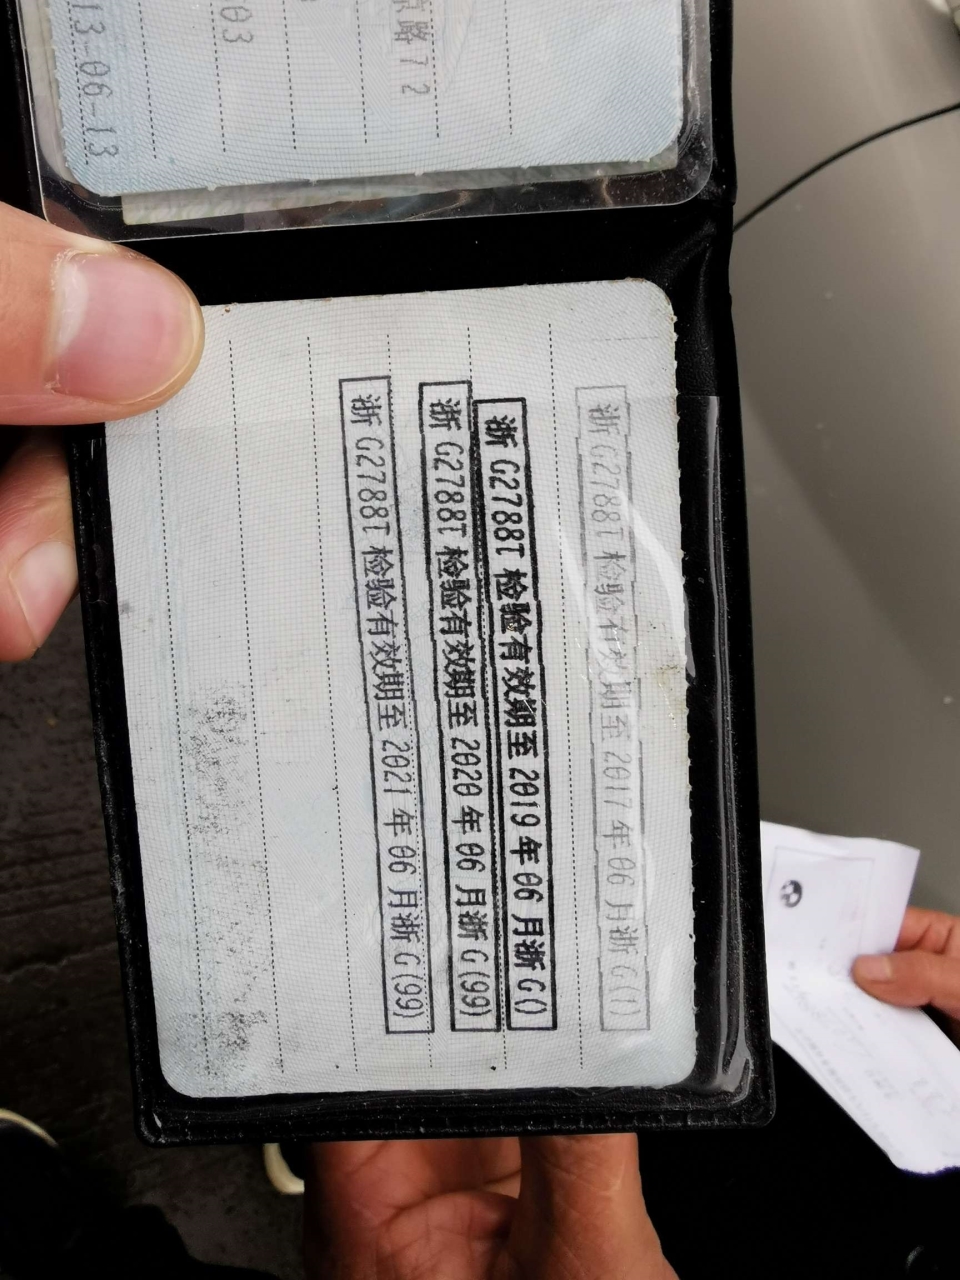 京路 72
03
13-06-13
浙 G2788T 检验有效期至 2017 年 06 月浙 G(1)
浙 G2788T 检验有效期至 2019 年 06 月浙 G()
浙 G2788T 检验有效期至 2020 年 06 月浙 G(99)
浙 G2788T 检验有效期至 2021 年 06 月浙 G(99)